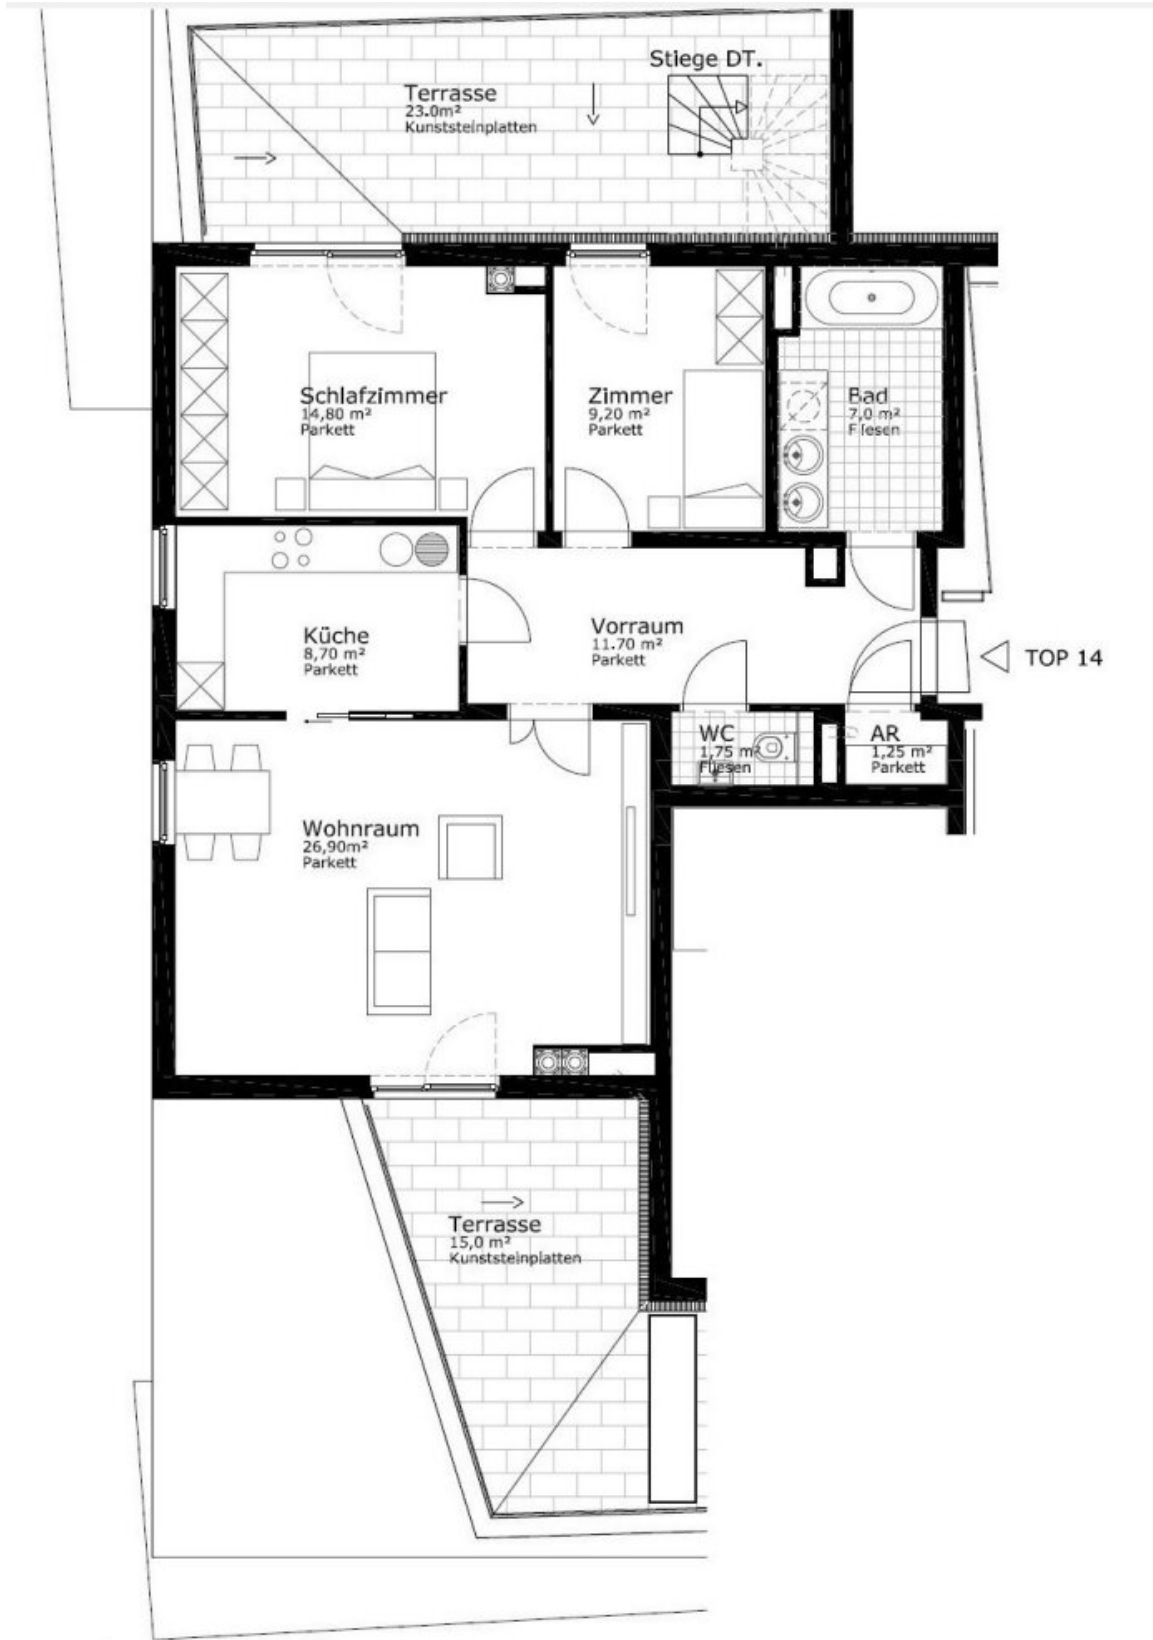 Stiege DT.
Terrasse
23.0m²
Kunststeinplatten
Schlafzimmer
14,80 m²
Parkett
Zimmer
9,20 m²
Parkett
Bad
7,0 m²
Fliesen
Küche
8,70 m²
Parkett
Vorraum
11.70 m²
Parkett
TOP 14
WC
1,75 m²
Fliesen
AR
1,25 m²
Parkett
Wohnraum
26,90m²
Parkett
Terrasse
15,0 m²
Kunststeinplatten